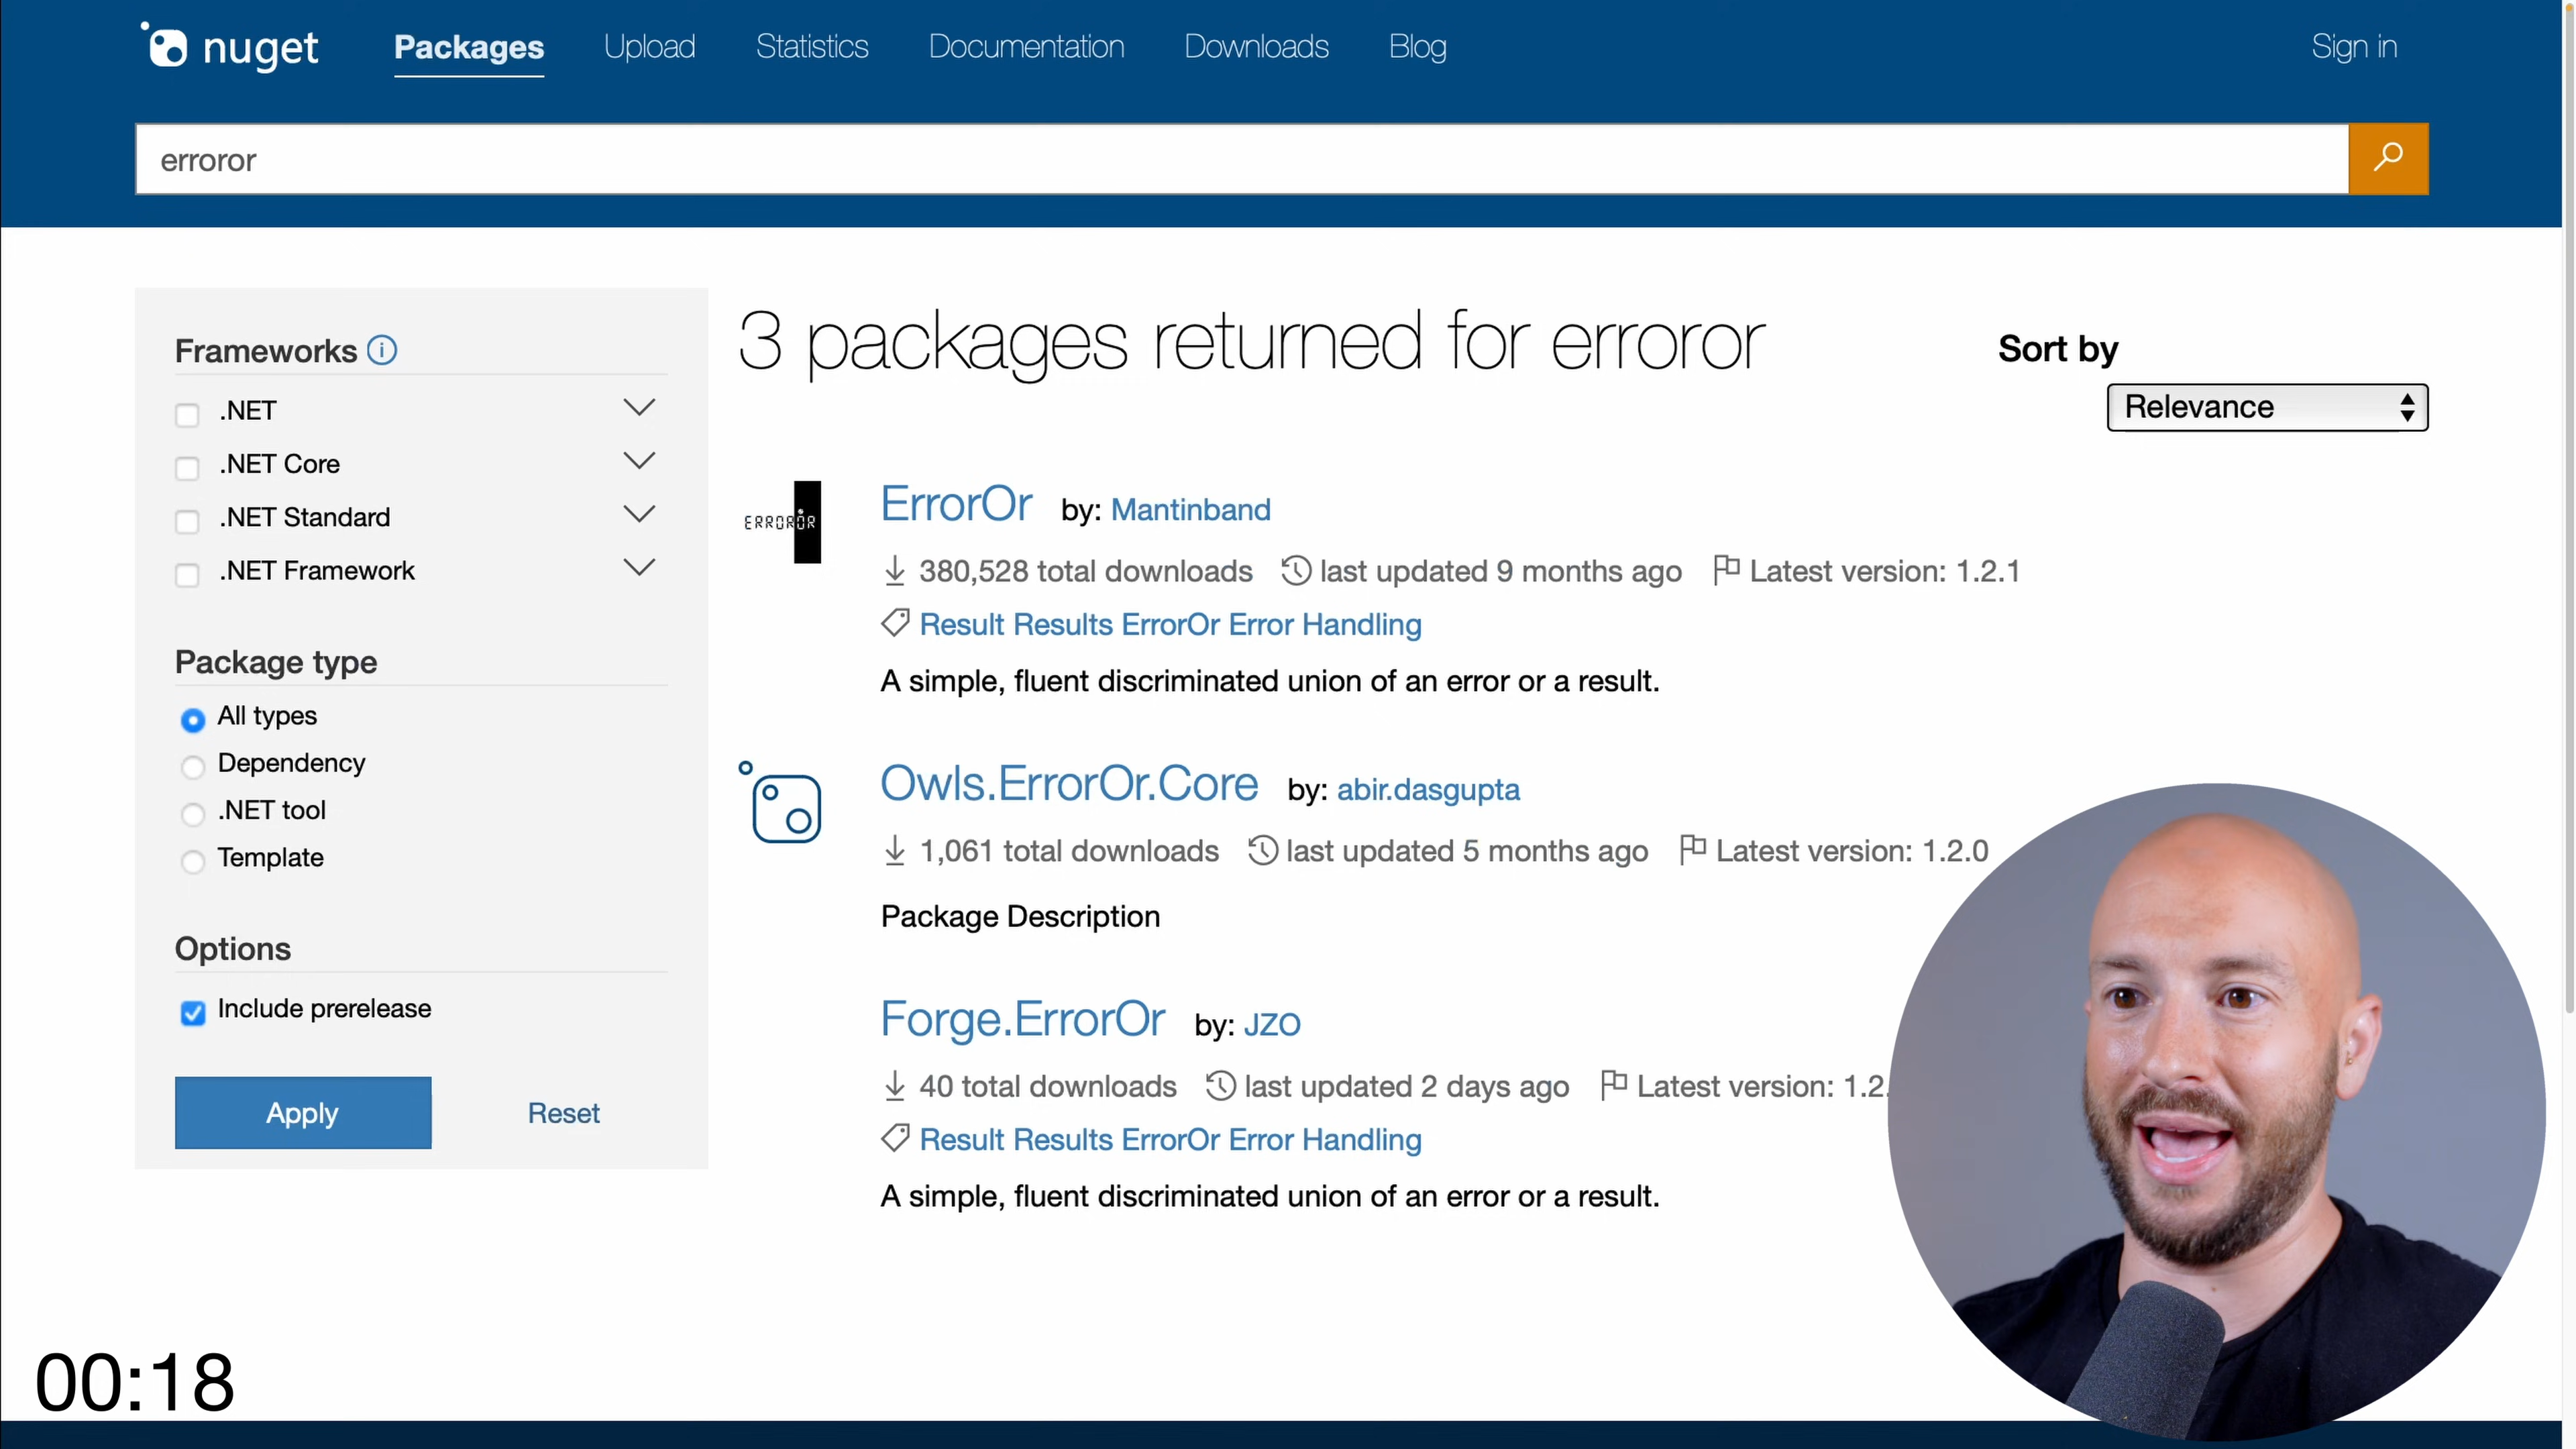 nuget
Packages
Upload
Statistics
Documentation
Downloads
Blog
Sign in
erroror
Frameworks
.NET
.NET Core
.NET Standard
.NET Framework
Package type
All types
Dependency
.NET tool
Template
Options
Include prerelease
Apply
Reset
3 packages returned for erroror
Sort by
Relevance
ERROROR
ErrorOr by: Mantinband
380,528 total downloads last updated 9 months ago Latest version: 1.2.1
Result Results ErrorOr Error Handling
A simple, fluent discriminated union of an error or a result.
Owls.ErrorOr.Core by: abir.dasgupta
1,061 total downloads last updated 5 months ago Latest version: 1.2.0
Package Description
Forge.ErrorOr by: JZO
40 total downloads last updated 2 days ago Latest version: 1.2.
Result Results ErrorOr Error Handling
A simple, fluent discriminated union of an error or a result.
00:18